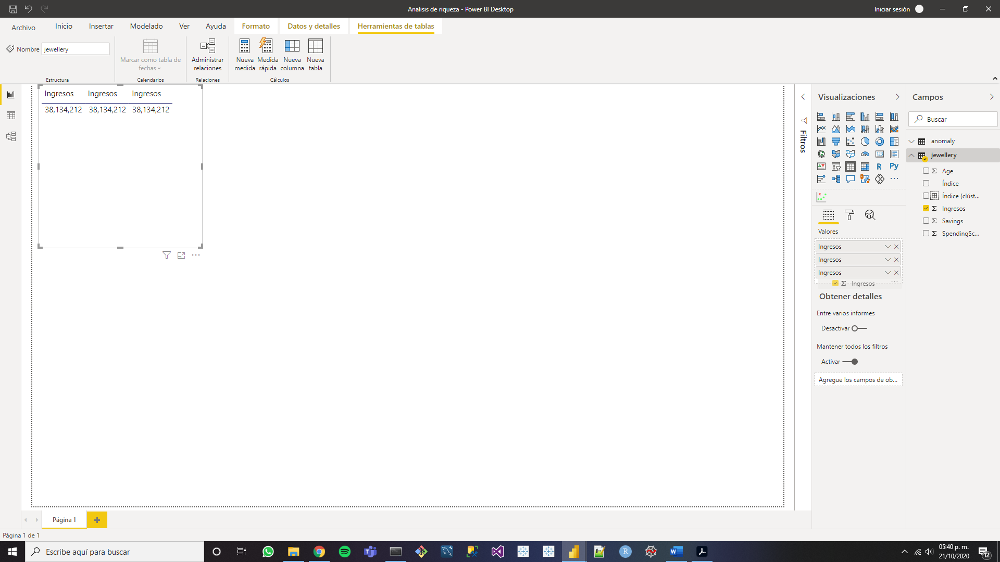 Analisis de riqueza - Power BI Desktop
Iniciar sesión
Archivo
Inicio
Insertar
Modelado
Ver
Ayuda
Formato
Datos y detalles
Herramientas de tablas
Nombre
jewellery
Marcar como tabla de
fechas
Administrar
relaciones
Nueva
medida
Medida
rápida
Nueva
columna
Nueva
tabla
Estructura
Calendarios
Relaciones
Cálculos
Ingresos Ingresos Ingresos
38,134,212 38,134,212 38,134,212
Filtros
Visualizaciones
123
R
Py
Valores
Ingresos
Ingresos
Ingresos
Σ Ingresos
Obtener detalles
Entre varios informes
Desactivar
Mantener todos los filtros
Activar
Agregue los campos de ob...
Campos
Buscar
anomaly
jewellery
Σ Age
Índice
Índice (clúst...
Σ Ingresos
Σ Savings
Σ SpendingSc...
Página 1
Página 1 de 1
Escribe aquí para buscar
05:40 p. m.
21/10/2020
12